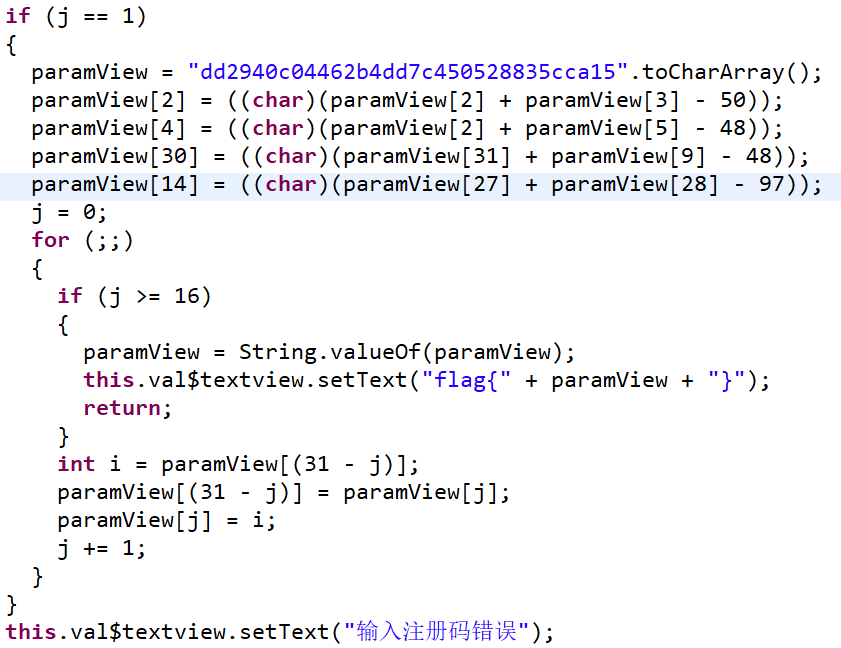 if (j == 1)
{
  paramView = "dd2940c04462b4dd7c450528835cca15".toCharArray();
  paramView[2] = ((char)(paramView[2] + paramView[3] - 50));
  paramView[4] = ((char)(paramView[2] + paramView[5] - 48));
  paramView[30] = ((char)(paramView[31] + paramView[9] - 48));
  paramView[14] = ((char)(paramView[27] + paramView[28] - 97));
  j = 0;
  for (;;)
  {
    if (j >= 16)
    {
      paramView = String.valueOf(paramView);
      this.val$textview.setText("flag{" + paramView + "}");
      return;
    }
    int i = paramView[(31 - j)];
    paramView[(31 - j)] = paramView[j];
    paramView[j] = i;
    j += 1;
  }
}
this.val$textview.setText("输入注册码错误");